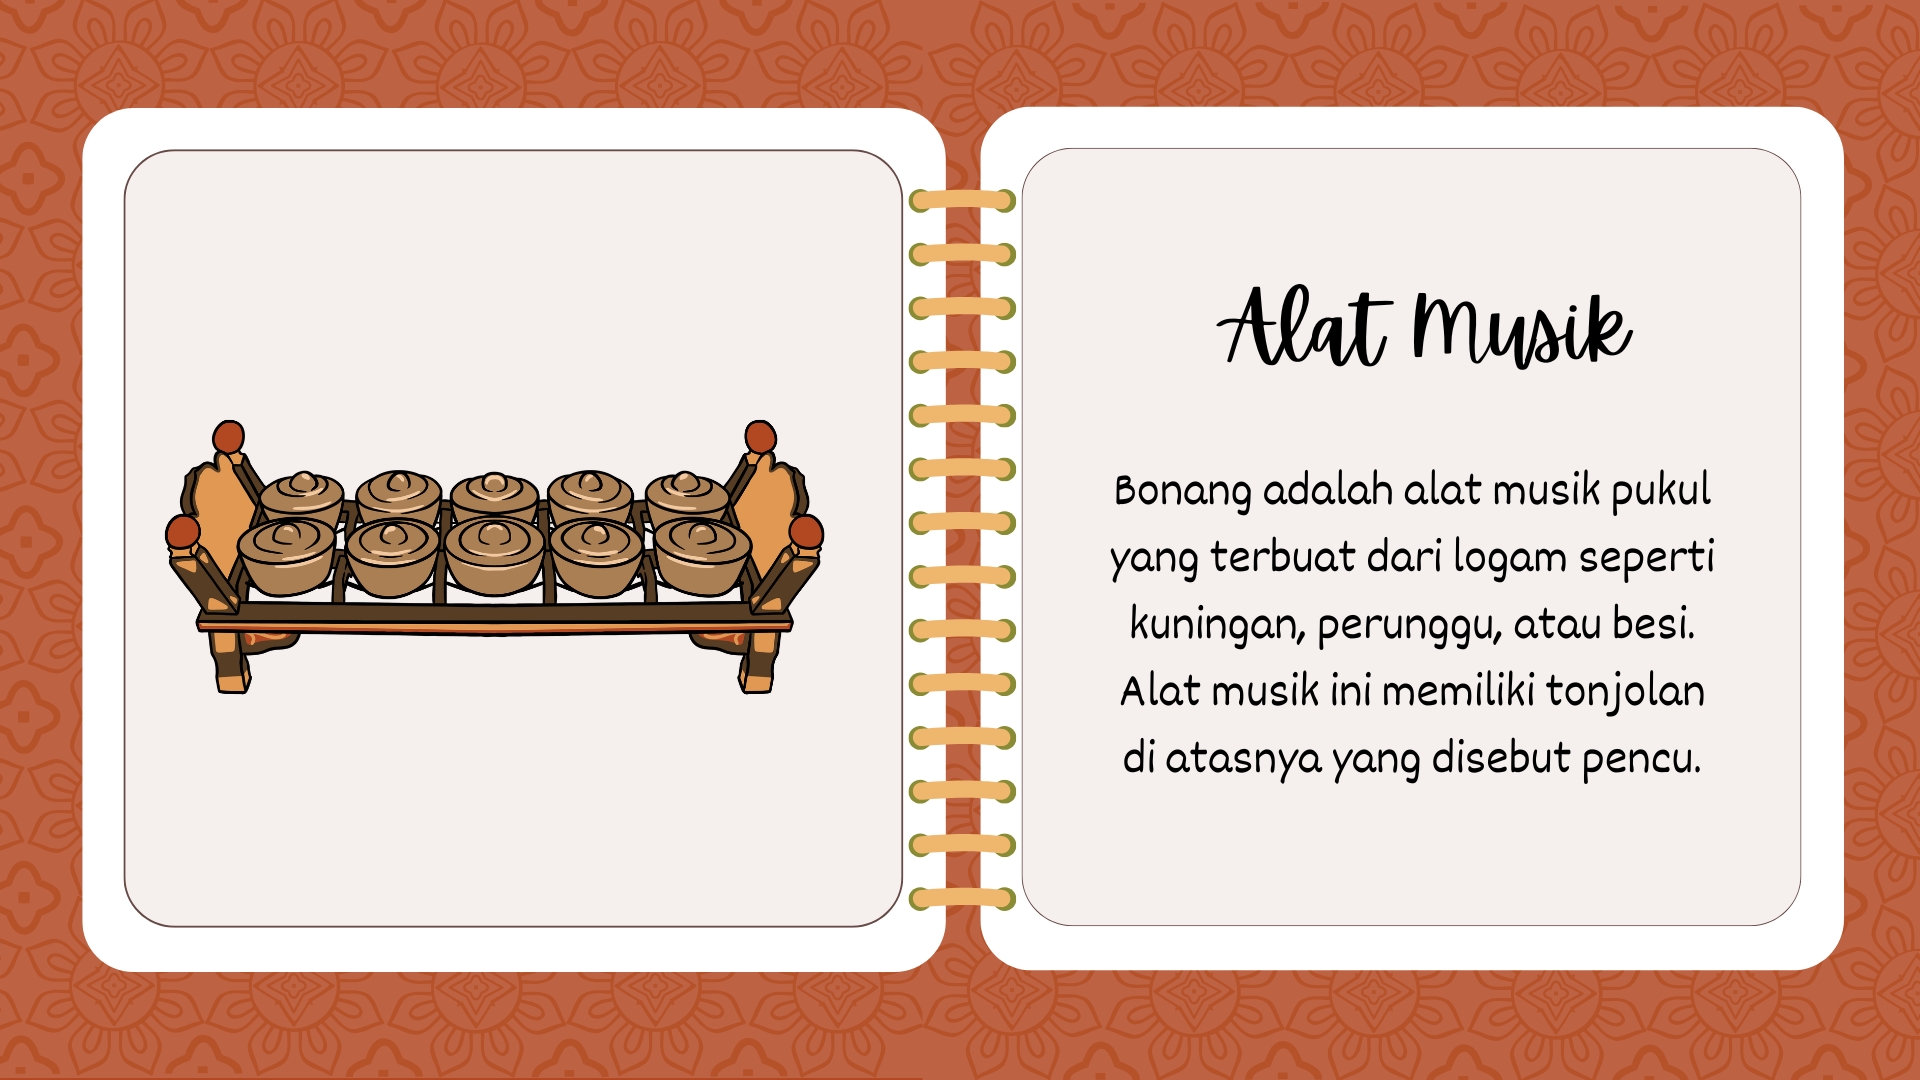 Alat Musik
Bonang adalah alat musik pukul
yang terbuat dari logam seperti
kuningan, perunggu, atau besi.
Alat musik ini memiliki tonjolan
di atasnya yang disebut pencu.